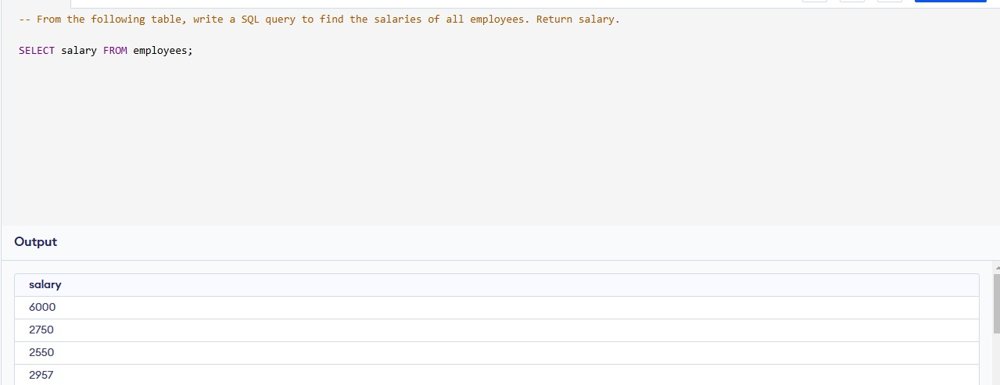 -- From the following table, write a SQL query to find the salaries of all employees. Return salary.
SELECT salary FROM employees;
Output
salary
6000
2750
2550
2957